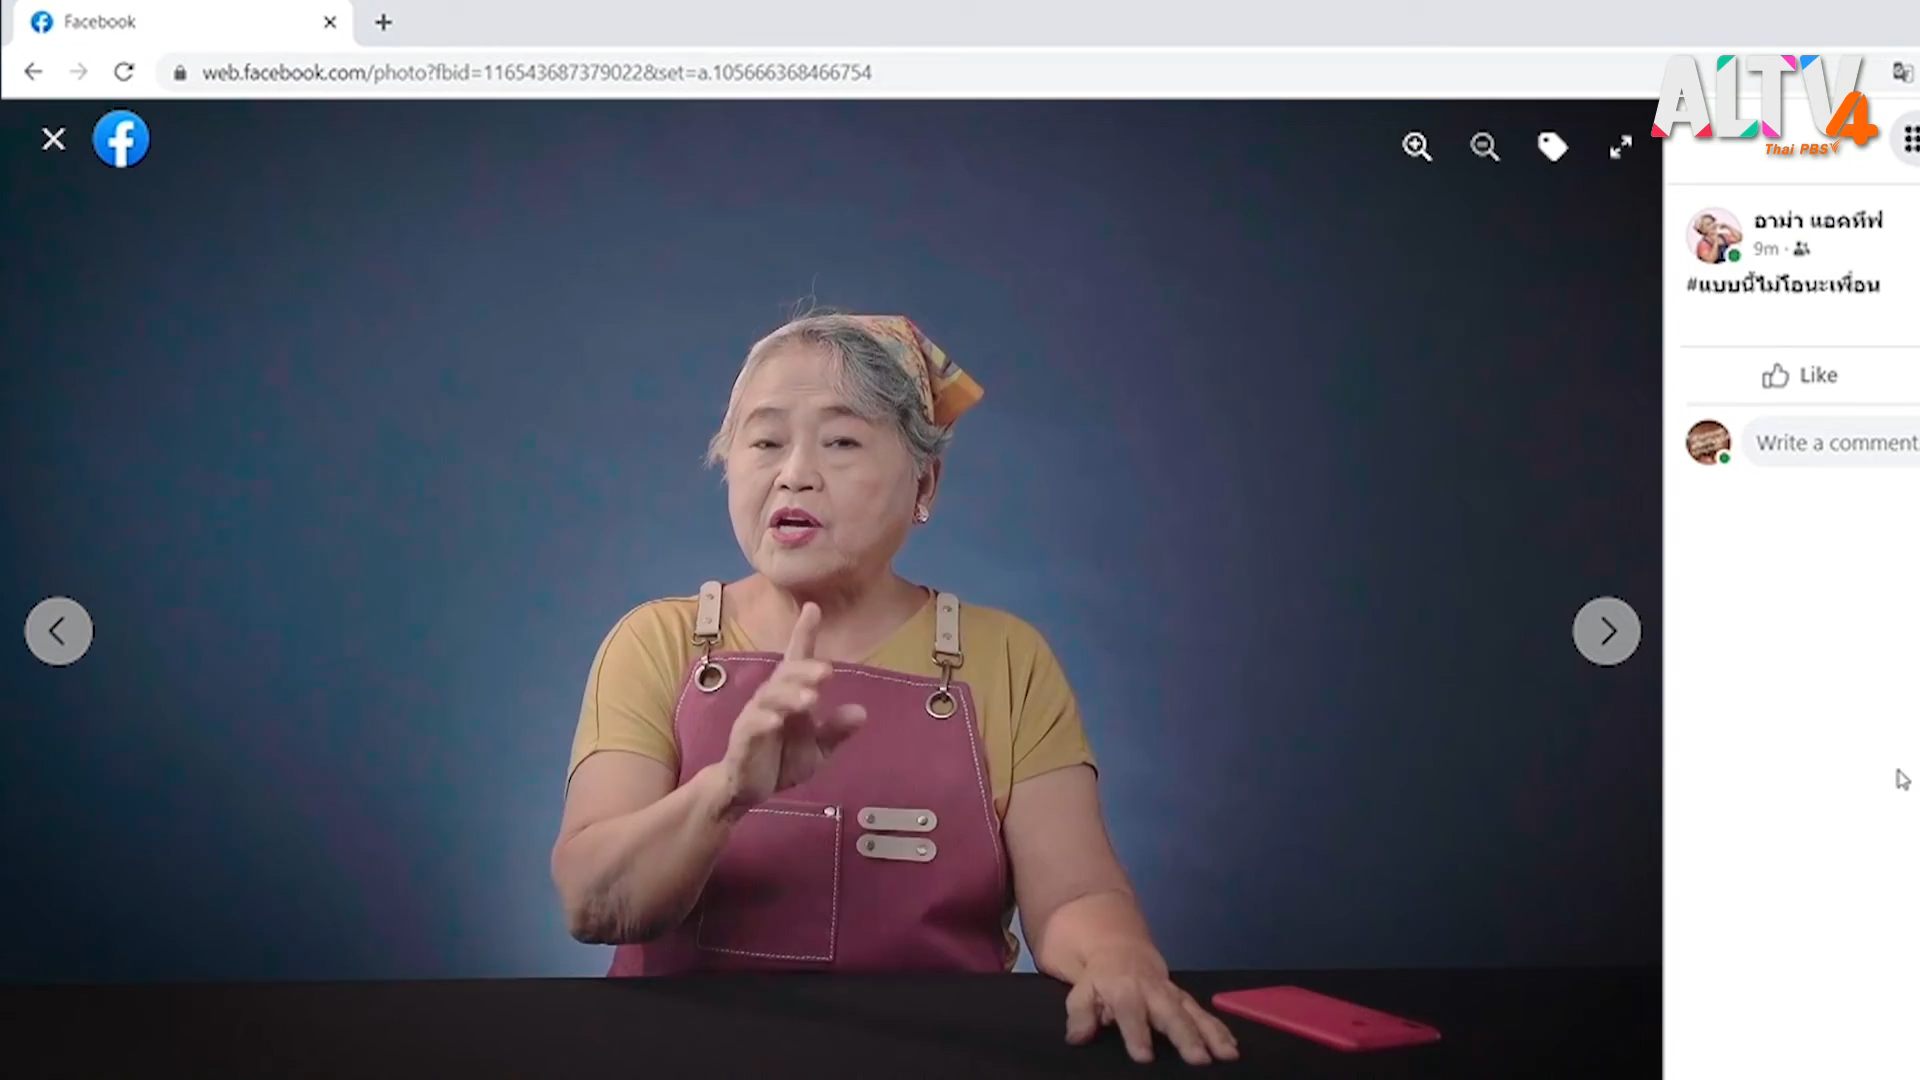 Facebook
web.facebook.com/photo?fbid=116543687379022&set=a.105666368466754
ALTV4
Thai PBS
อาม่า แอคทีฟ
9m
#แบบนี้ไม่โอนะเพื่อน
Like
Write a comment